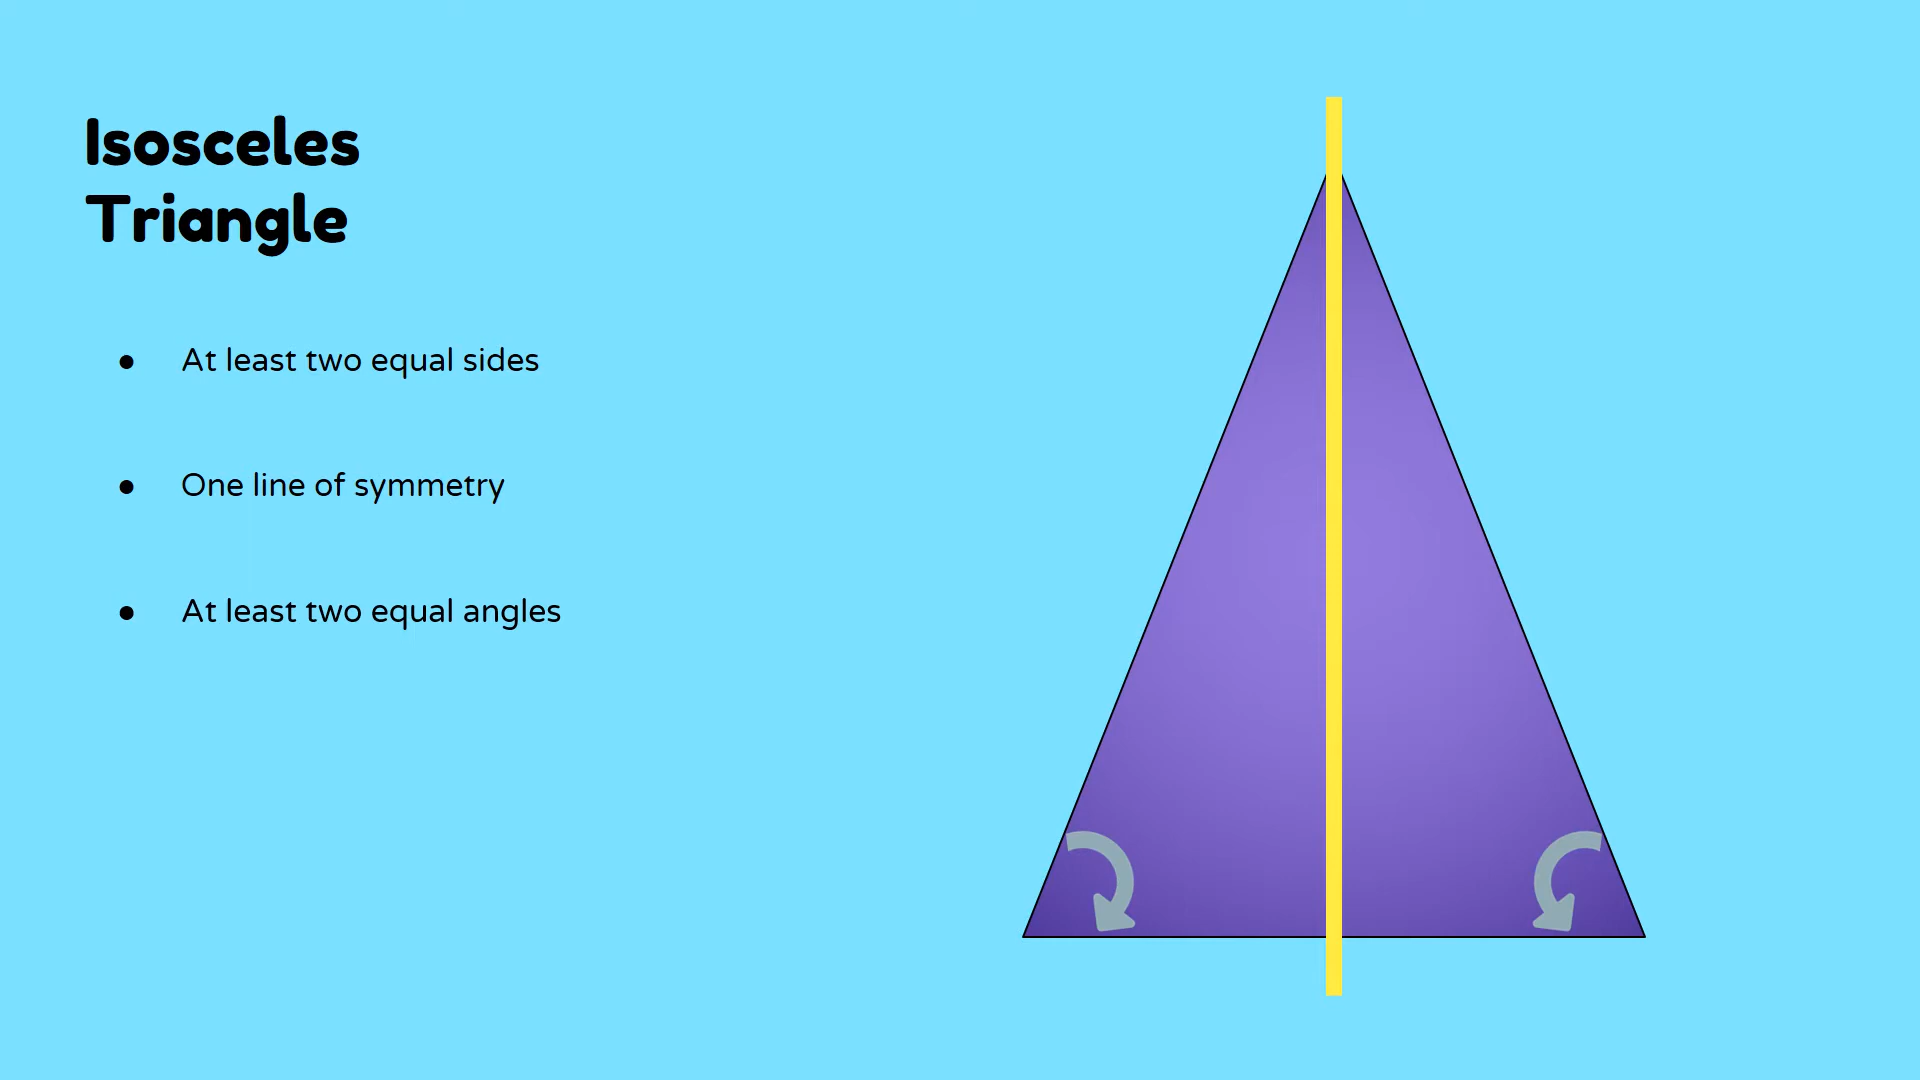 Isosceles
Triangle
● At least two equal sides
● One line of symmetry
● At least two equal angles